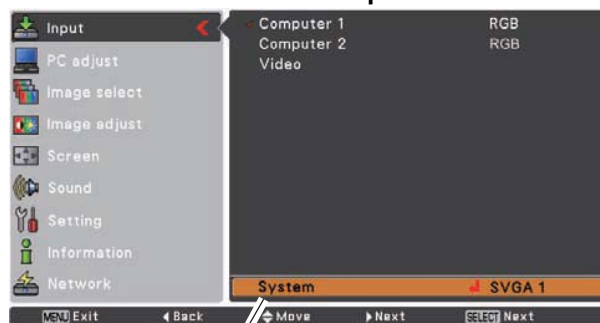 Input
PC adjust
Image select
Image adjust
Screen
Sound
Setting
Information
Network
Computer 1 RGB
Computer 2 RGB
Video
System SVGA 1
MENU Exit Back Move Next SELECT Next